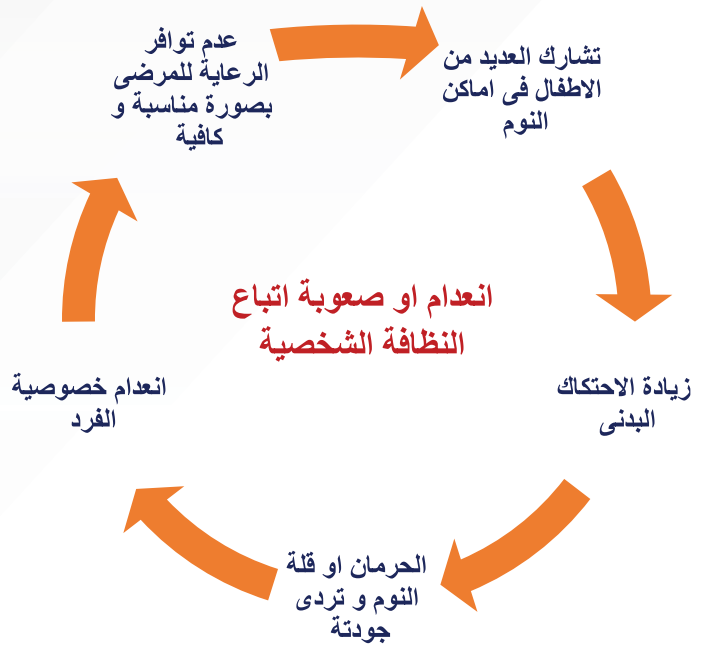 عدم توافر
الرعاية للمرضى
بصورة مناسبة و
كافية
تشارك العديد من
الاطفال فى اماكن
النوم
انعدام او صعوبة اتباع
النظافة الشخصية
زيادة الاحتكاك
البدنى
انعدام خصوصية
الفرد
الحرمان او قلة
النوم و تردى
جودتة